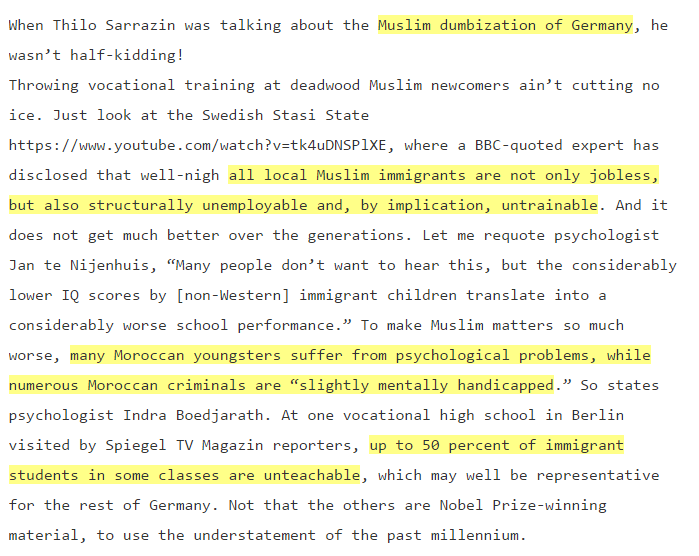 When Thilo Sarrazin was talking about the Muslim dumbization of Germany, he
wasn’t half-kidding!
Throwing vocational training at deadwood Muslim newcomers ain’t cutting no
ice. Just look at the Swedish Stasi State
https://www.youtube.com/watch?v=tk4uDNSPlXE, where a BBC-quoted expert has
disclosed that well-nigh all local Muslim immigrants are not only jobless,
but also structurally unemployable and, by implication, untrainable. And it
does not get much better over the generations. Let me requote psychologist
Jan te Nijenhuis, “Many people don’t want to hear this, but the considerably
lower IQ scores by [non-Western] immigrant children translate into a
considerably worse school performance.” To make Muslim matters so much
worse, many Moroccan youngsters suffer from psychological problems, while
numerous Moroccan criminals are “slightly mentally handicapped.” So states
psychologist Indra Boedjarath. At one vocational high school in Berlin
visited by Spiegel TV Magazin reporters, up to 50 percent of immigrant
students in some classes are unteachable, which may well be representative
for the rest of Germany. Not that the others are Nobel Prize-winning
material, to use the understatement of the past millennium.